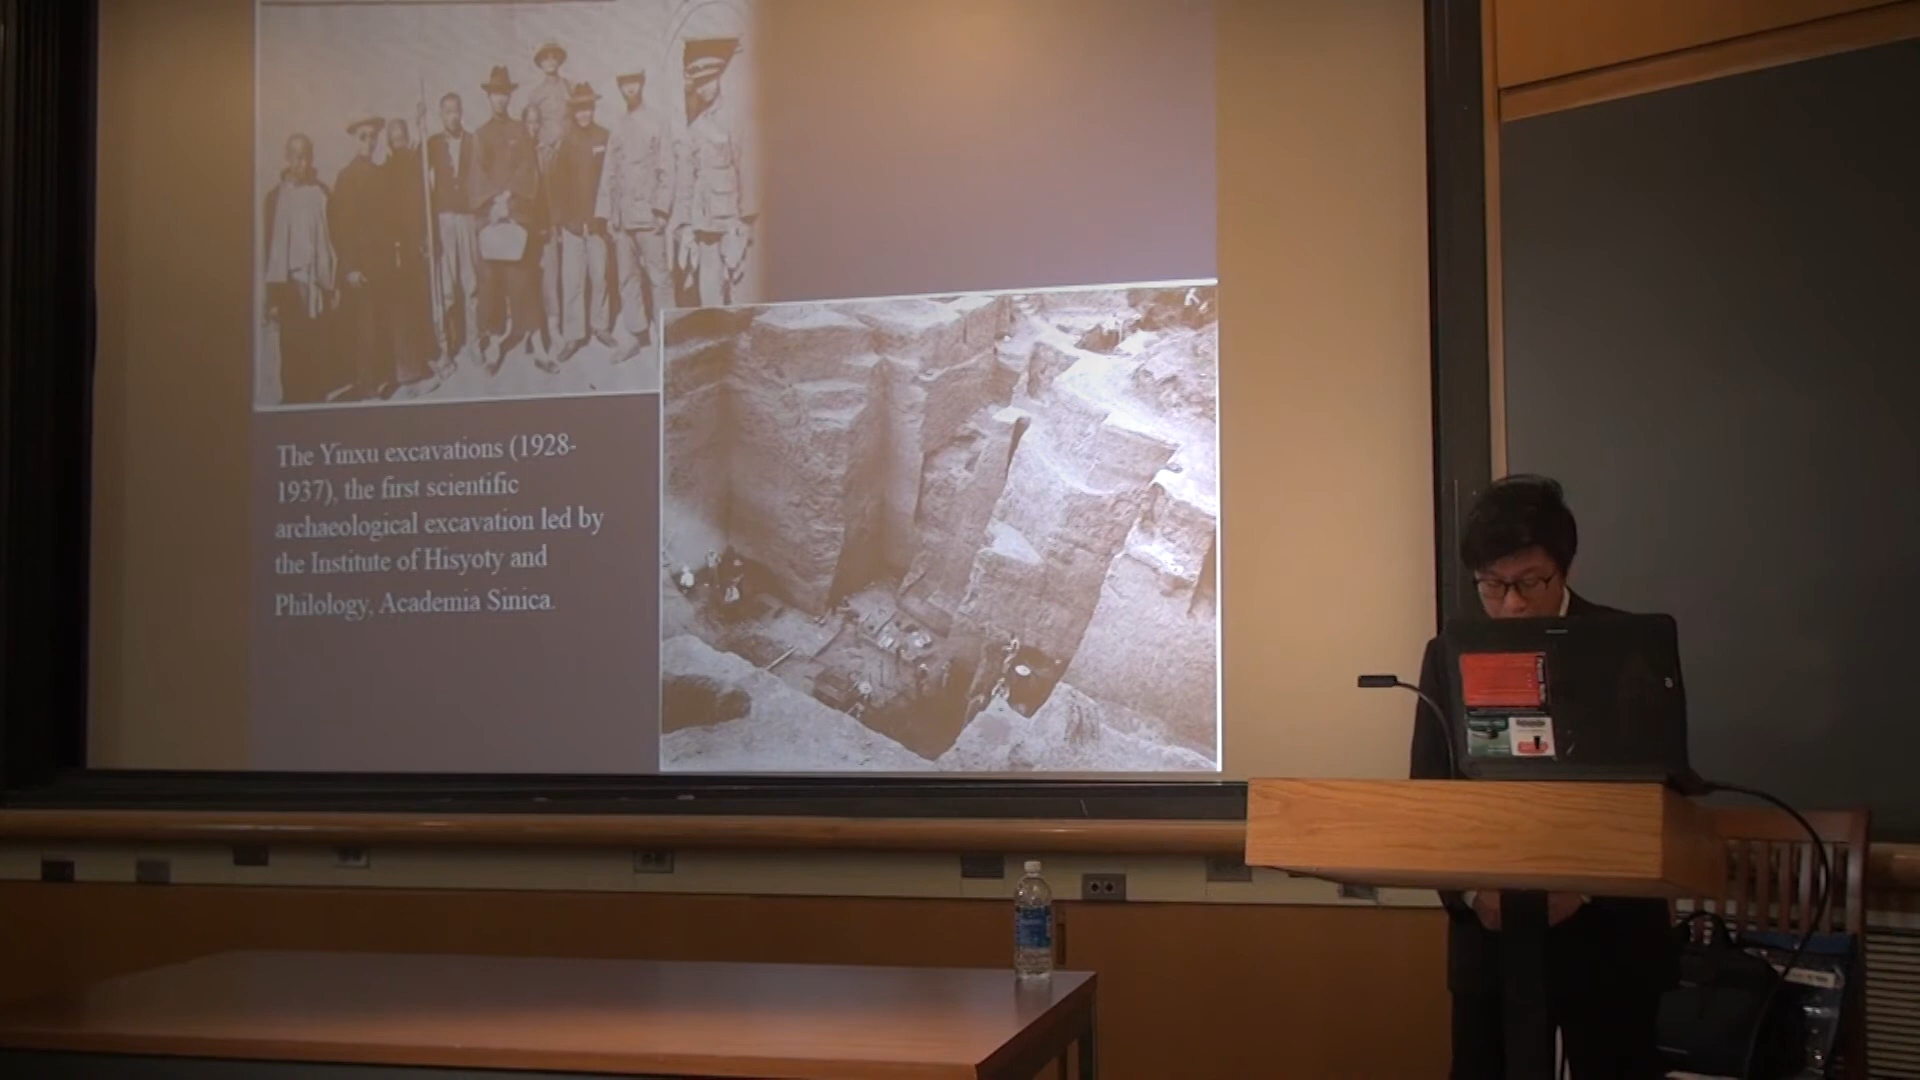 The Yinxu excavations (1928-
1937), the first scientific
archaeological excavation led by
the Institute of Hisyoty and
Philology, Academia Sinica.